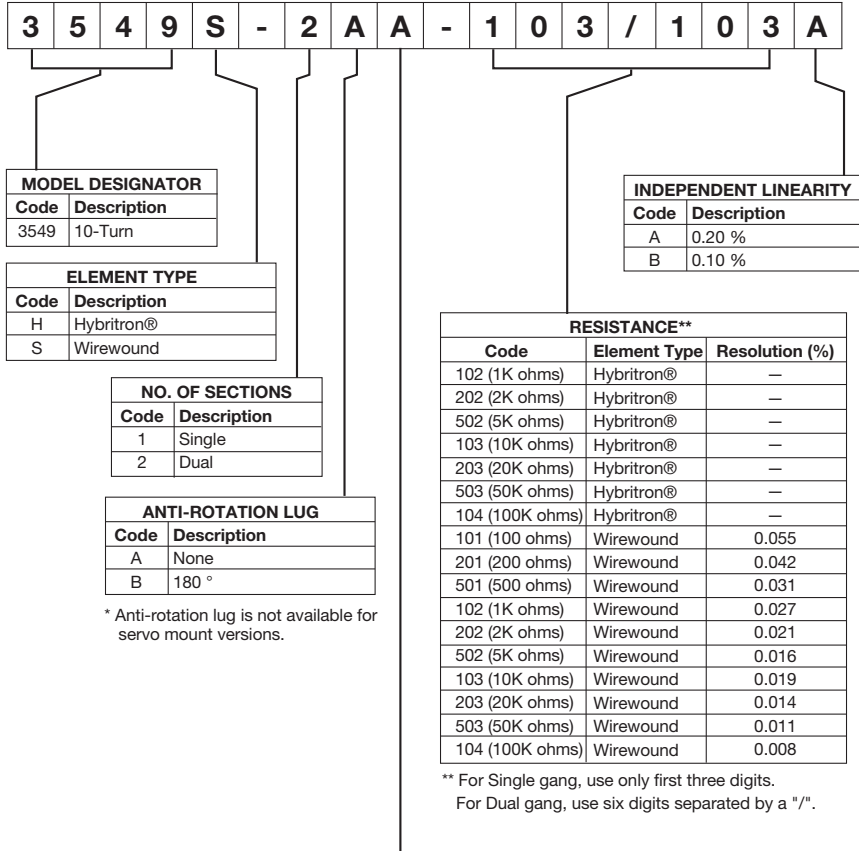 3 5 4 9 S - 2 A A - 1 0 3 / 1 0 3 A
MODEL DESIGNATOR
Code Description
3549 10-Turn
ELEMENT TYPE
Code Description
H Hybritron®
S Wirewound
NO. OF SECTIONS
Code Description
1 Single
2 Dual
ANTI-ROTATION LUG
Code Description
A None
B 180 °
* Anti-rotation lug is not available for
servo mount versions.
INDEPENDENT LINEARITY
Code Description
A 0.20 %
B 0.10 %
RESISTANCE**
Code Element Type Resolution (%)
102 (1K ohms) Hybritron® —
202 (2K ohms) Hybritron® —
502 (5K ohms) Hybritron® —
103 (10K ohms) Hybritron® —
203 (20K ohms) Hybritron® —
503 (50K ohms) Hybritron® —
104 (100K ohms) Hybritron® —
101 (100 ohms) Wirewound 0.055
201 (200 ohms) Wirewound 0.042
501 (500 ohms) Wirewound 0.031
102 (1K ohms) Wirewound 0.027
202 (2K ohms) Wirewound 0.021
502 (5K ohms) Wirewound 0.016
103 (10K ohms) Wirewound 0.019
203 (20K ohms) Wirewound 0.014
503 (50K ohms) Wirewound 0.011
104 (100K ohms) Wirewound 0.008
** For Single gang, use only first three digits.
For Dual gang, use six digits separated by a "/".